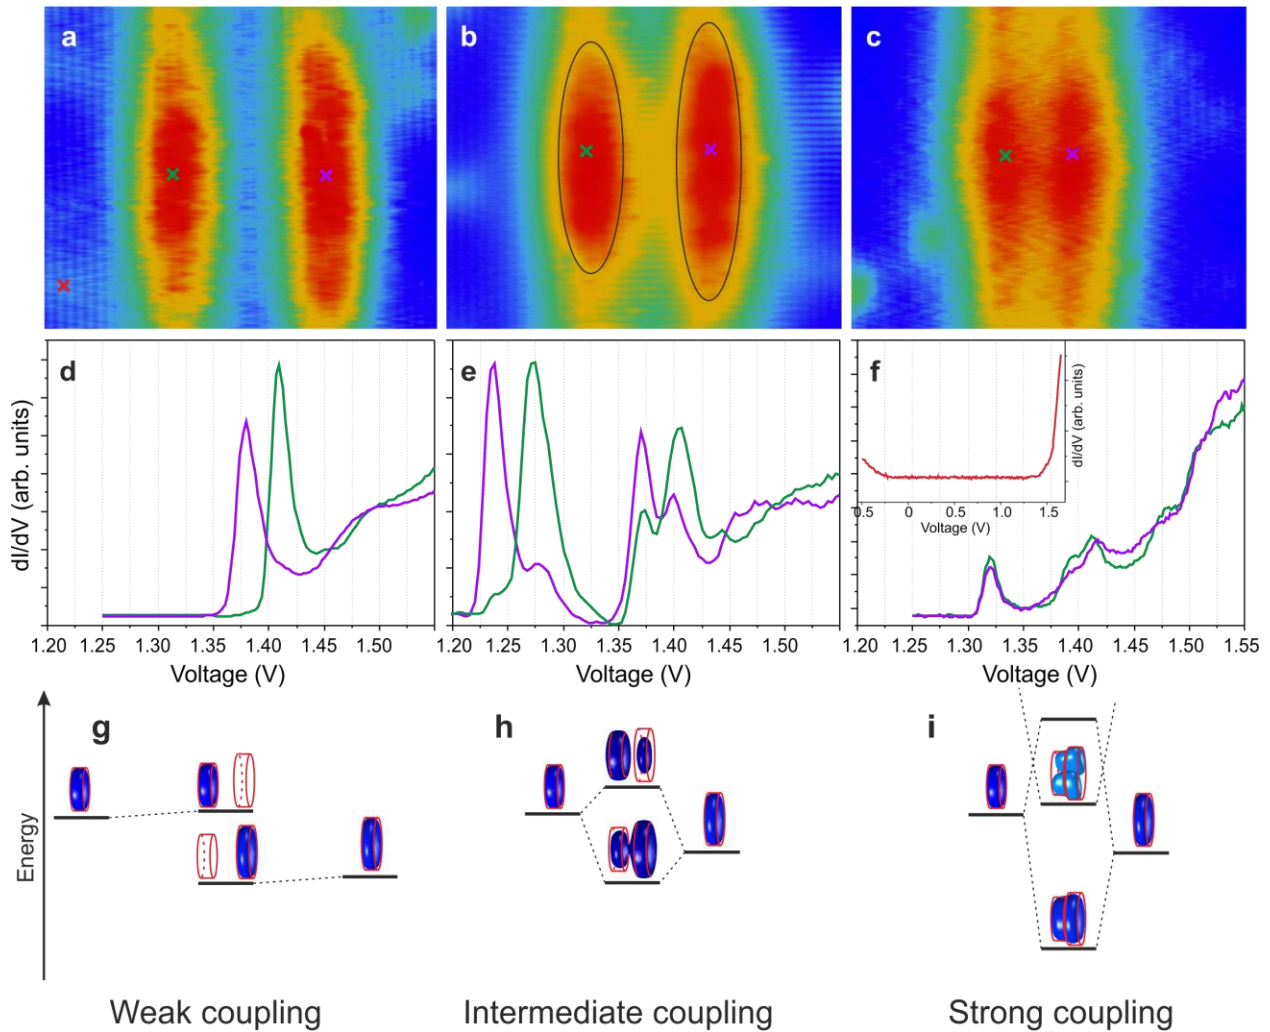 a b c
d e f
dI/dV (arb. units)
dI/dV (arb. units)
0.5 0 0.5 1.0 1.5
Voltage (V)
1.20 1.25 1.30 1.35 1.40 1.45 1.50 1.20 1.25 1.30 1.35 1.40 1.45 1.50 1.20 1.25 1.30 1.35 1.40 1.45 1.50 1.55
Voltage (V) Voltage (V) Voltage (V)
g h i
Energy
Weak coupling Intermediate coupling Strong coupling